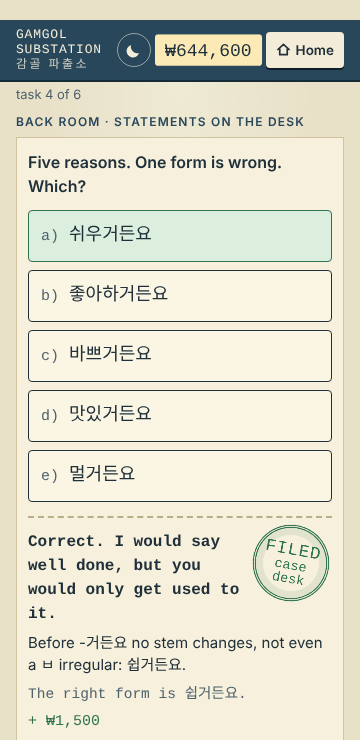 GAMGOL
SUBSTATION
감골 파출소
₩644,600
Home
task 4 of 6
BACK ROOM · STATEMENTS ON THE DESK
Five reasons. One form is wrong.
Which?
a) 쉬우거든요
b) 좋아하거든요
c) 바쁘거든요
d) 맛있거든요
e) 멀거든요
Correct. I would say
well done, but you
would only get used to
it.
FILED
case
desk
Before -거든요 no stem changes, not even
a ㅂ irregular: 쉽거든요.
The right form is 쉽거든요.
+ ₩1,500